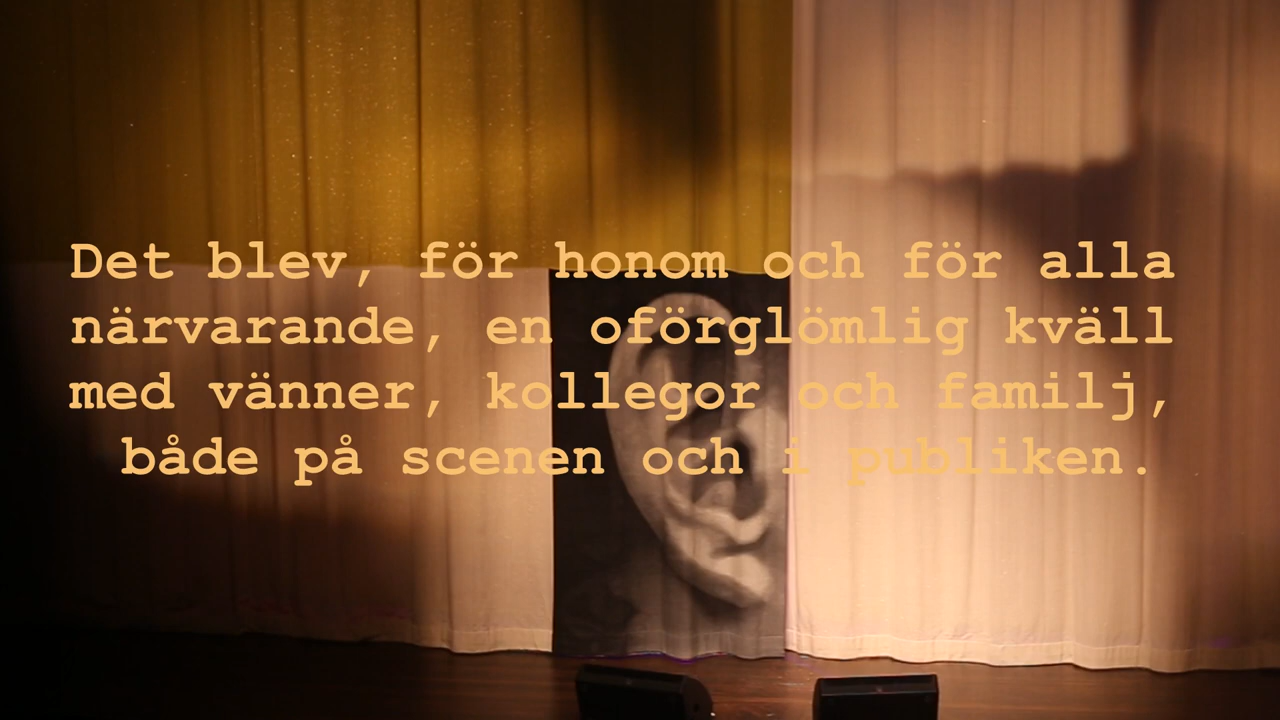 Det blev, för honom och för alla
närvarande, en oförglömlig kväll
med vänner, kollegor och familj,
både på scenen och i publiken.